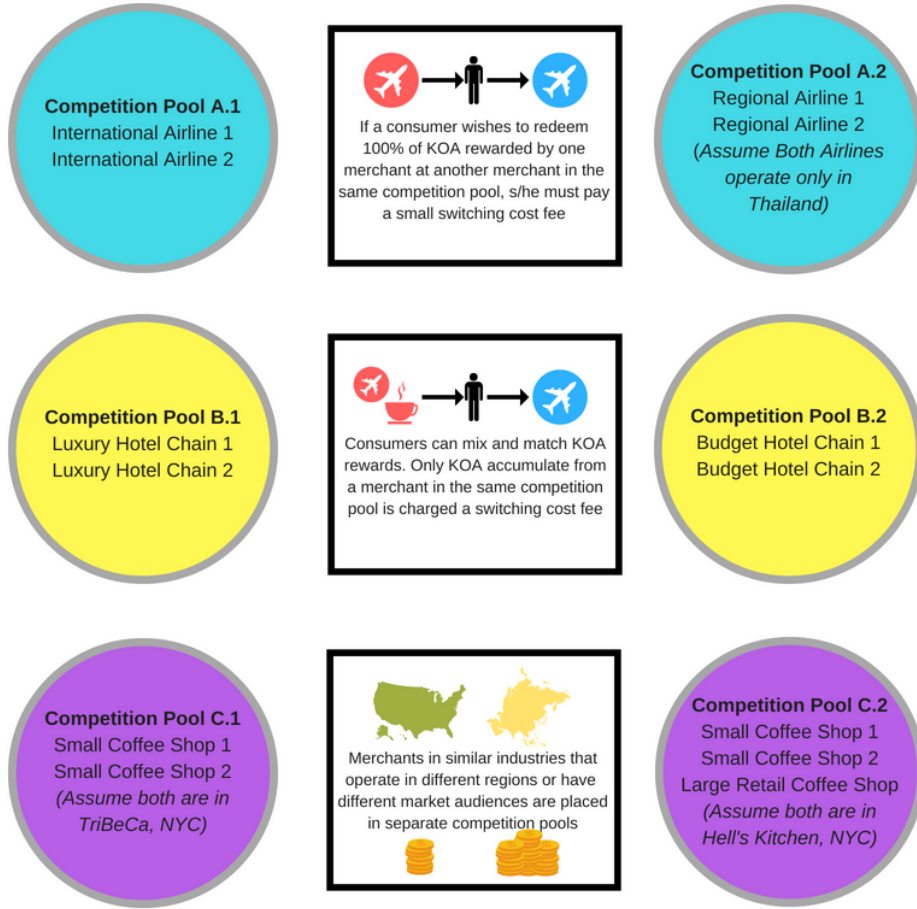 Competition Pool A.1
International Airline 1
International Airline 2
If a consumer wishes to redeem
100% of KOA rewarded by one
merchant at another merchant in the
same competition pool, s/he must pay
a small switching cost fee
Competition Pool A.2
Regional Airline 1
Regional Airline 2
(Assume Both Airlines
operate only in
Thailand)
Competition Pool B.1
Luxury Hotel Chain 1
Luxury Hotel Chain 2
Consumers can mix and match KOA
rewards. Only KOA accumulate from
a merchant in the same competition
pool is charged a switching cost fee
Competition Pool B.2
Budget Hotel Chain 1
Budget Hotel Chain 2
Competition Pool C.1
Small Coffee Shop 1
Small Coffee Shop 2
(Assume both are in
TriBeCa, NYC)
Merchants in similar industries that
operate in different regions or have
different market audiences are placed
in separate competition pools
Competition Pool C.2
Small Coffee Shop 1
Small Coffee Shop 2
Large Retail Coffee Shop
(Assume both are in
Hell's Kitchen, NYC)